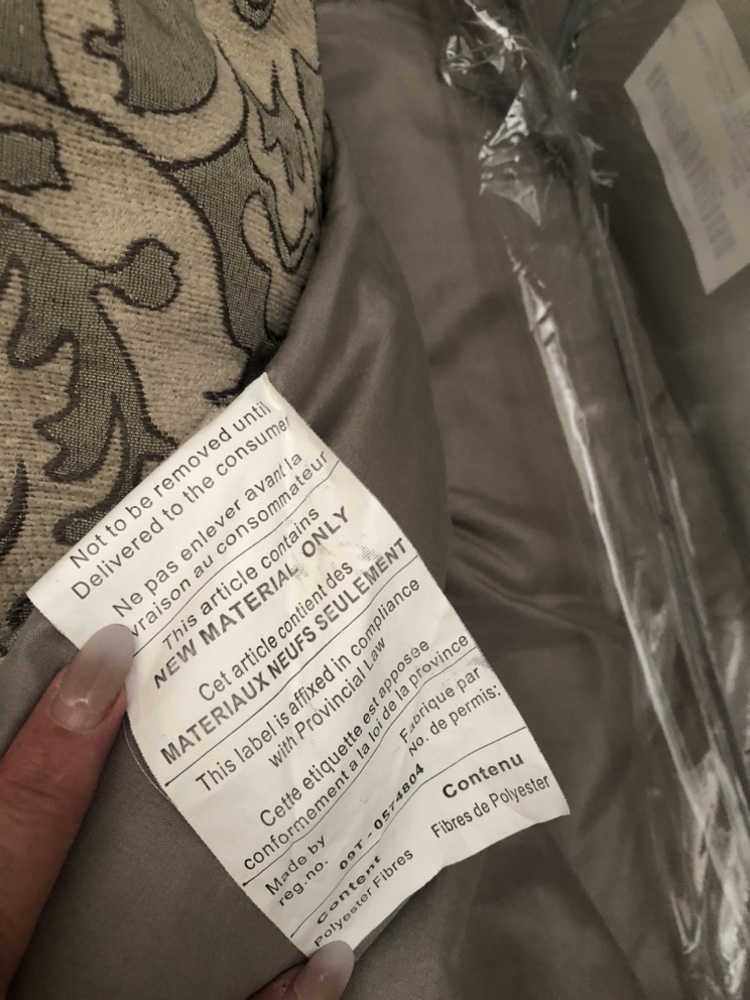 Not to be removed until
Delivered to the consumer
Ne pas enlever avant la
vraison au consommateur
This article contains
NEW MATERIAL ONLY
Cet article contient des
MATERIAUX NEUFS SEULEMENT
This label is affixed in compliance
with Provincial Law
Cette etiquette est apposée
conformement a la loi de la province
Made by Fabrique par
reg.no. 09T-0574804 No. de permis:
Content Contenu
Polyester Fibres Fibres de Polyester